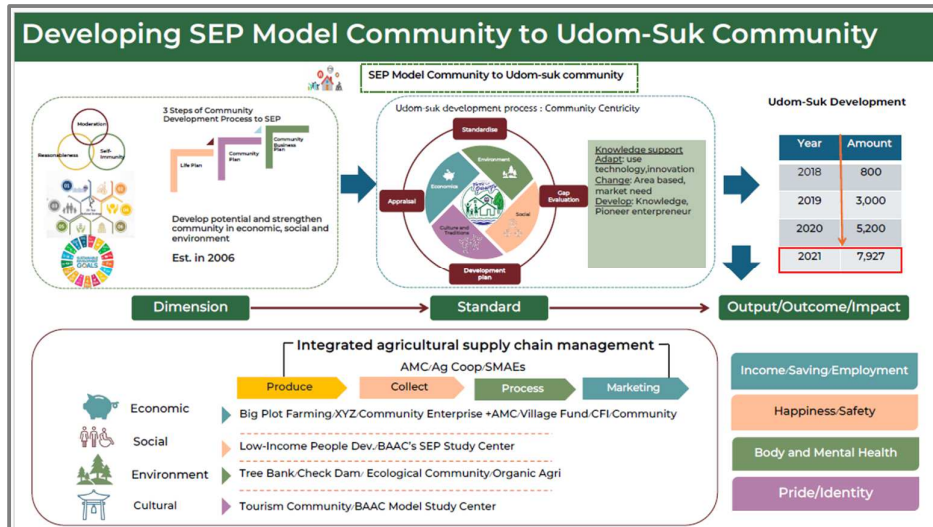 Developing SEP Model Community to Udom-Suk Community
SEP Model Community to Udom-suk community
Moderation
Reasonableness
Self-
Immunity
3 Steps of Community
Development Process to SEP
Life Plan
Community
Plan
Community
Business
Plan
Develop potential and strengthen
community in economic, social and
environment
Est. in 2006
Udom-suk development process : Community Centricity
Standardise
Economics
Environment
Appraisal
Gap
Evaluation
Culture and
Traditions
Social
Development
plan
Knowledge support
Adapt: use
technology,innovation
Change: Area based,
market need
Develop: Knowledge,
Pioneer enterpreneur
Udom-Suk Development
Year Amount
2018 800
2019 3,000
2020 5,200
2021 7,927
Dimension
Standard
Output/Outcome/Impact
Integrated agricultural supply chain management
AMC/Ag Coop/SMAEs
Produce
Collect
Process
Marketing
Economic
Big Plot Farming/XYZ/Community Enterprise +AMC/Village Fund/CFI/Community
Social
Low-Income People Dev./BAAC's SEP Study Center
Environment
Tree Bank/Check Dam/ Ecological Community/Organic Agri
Cultural
Tourism Community/BAAC Model Study Center
Income/Saving/Employment
Happiness/Safety
Body and Mental Health
Pride/Identity